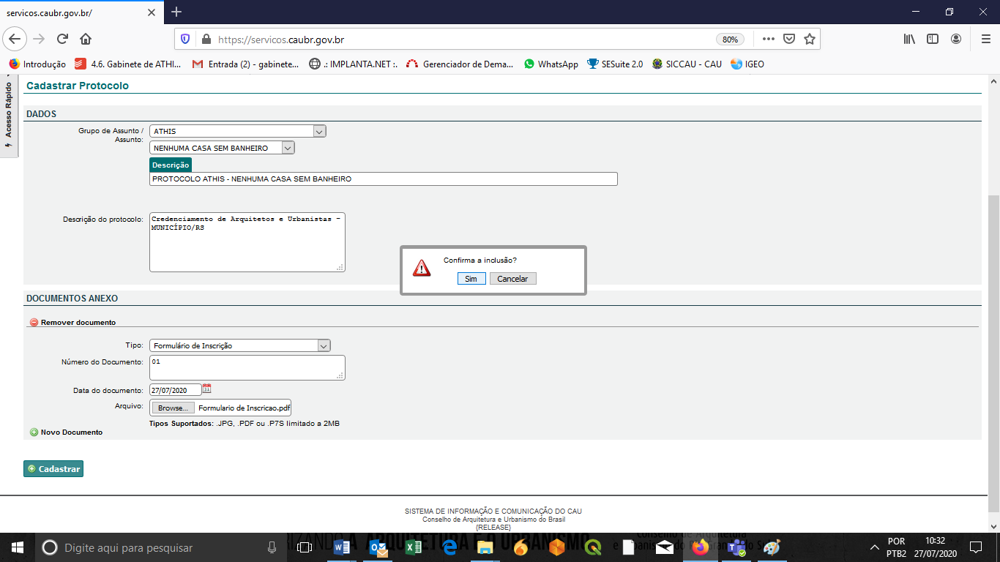 servicos.caubr.gov.br/
https://servicos.caubr.gov.br
80%
Introdução
4.6. Gabinete de ATHI...
Entrada (2) - gabinete...
.: IMPLANTA.NET :.
Gerenciador de Dema...
WhatsApp
SESuite 2.0
SICCAU - CAU
IGEO
Acesso Rápido
Cadastrar Protocolo
DADOS
Grupo de Assunto /
Assunto:
ATHIS
NENHUMA CASA SEM BANHEIRO
Descrição
PROTOCOLO ATHIS - NENHUMA CASA SEM BANHEIRO
Descrição do protocolo:
Credenciamento de Arquitetos e Urbanistas -
MUNICÍPIO/RS
Confirma a inclusão?
Sim
Cancelar
DOCUMENTOS ANEXO
Remover documento
Tipo:
Formulário de Inscrição
Número do Documento:
01
Data do documento:
27/07/2020
Arquivo:
Browse...
Formulario de Inscricao.pdf
Tipos Suportados: .JPG, .PDF ou .P7S limitado a 2MB
Novo Documento
Cadastrar
SISTEMA DE INFORMAÇÃO E COMUNICAÇÃO DO CAU
Conselho de Arquitetura e Urbanismo do Brasil
{RELEASE}
Digite aqui para pesquisar
POR
PTB2
10:32
27/07/2020